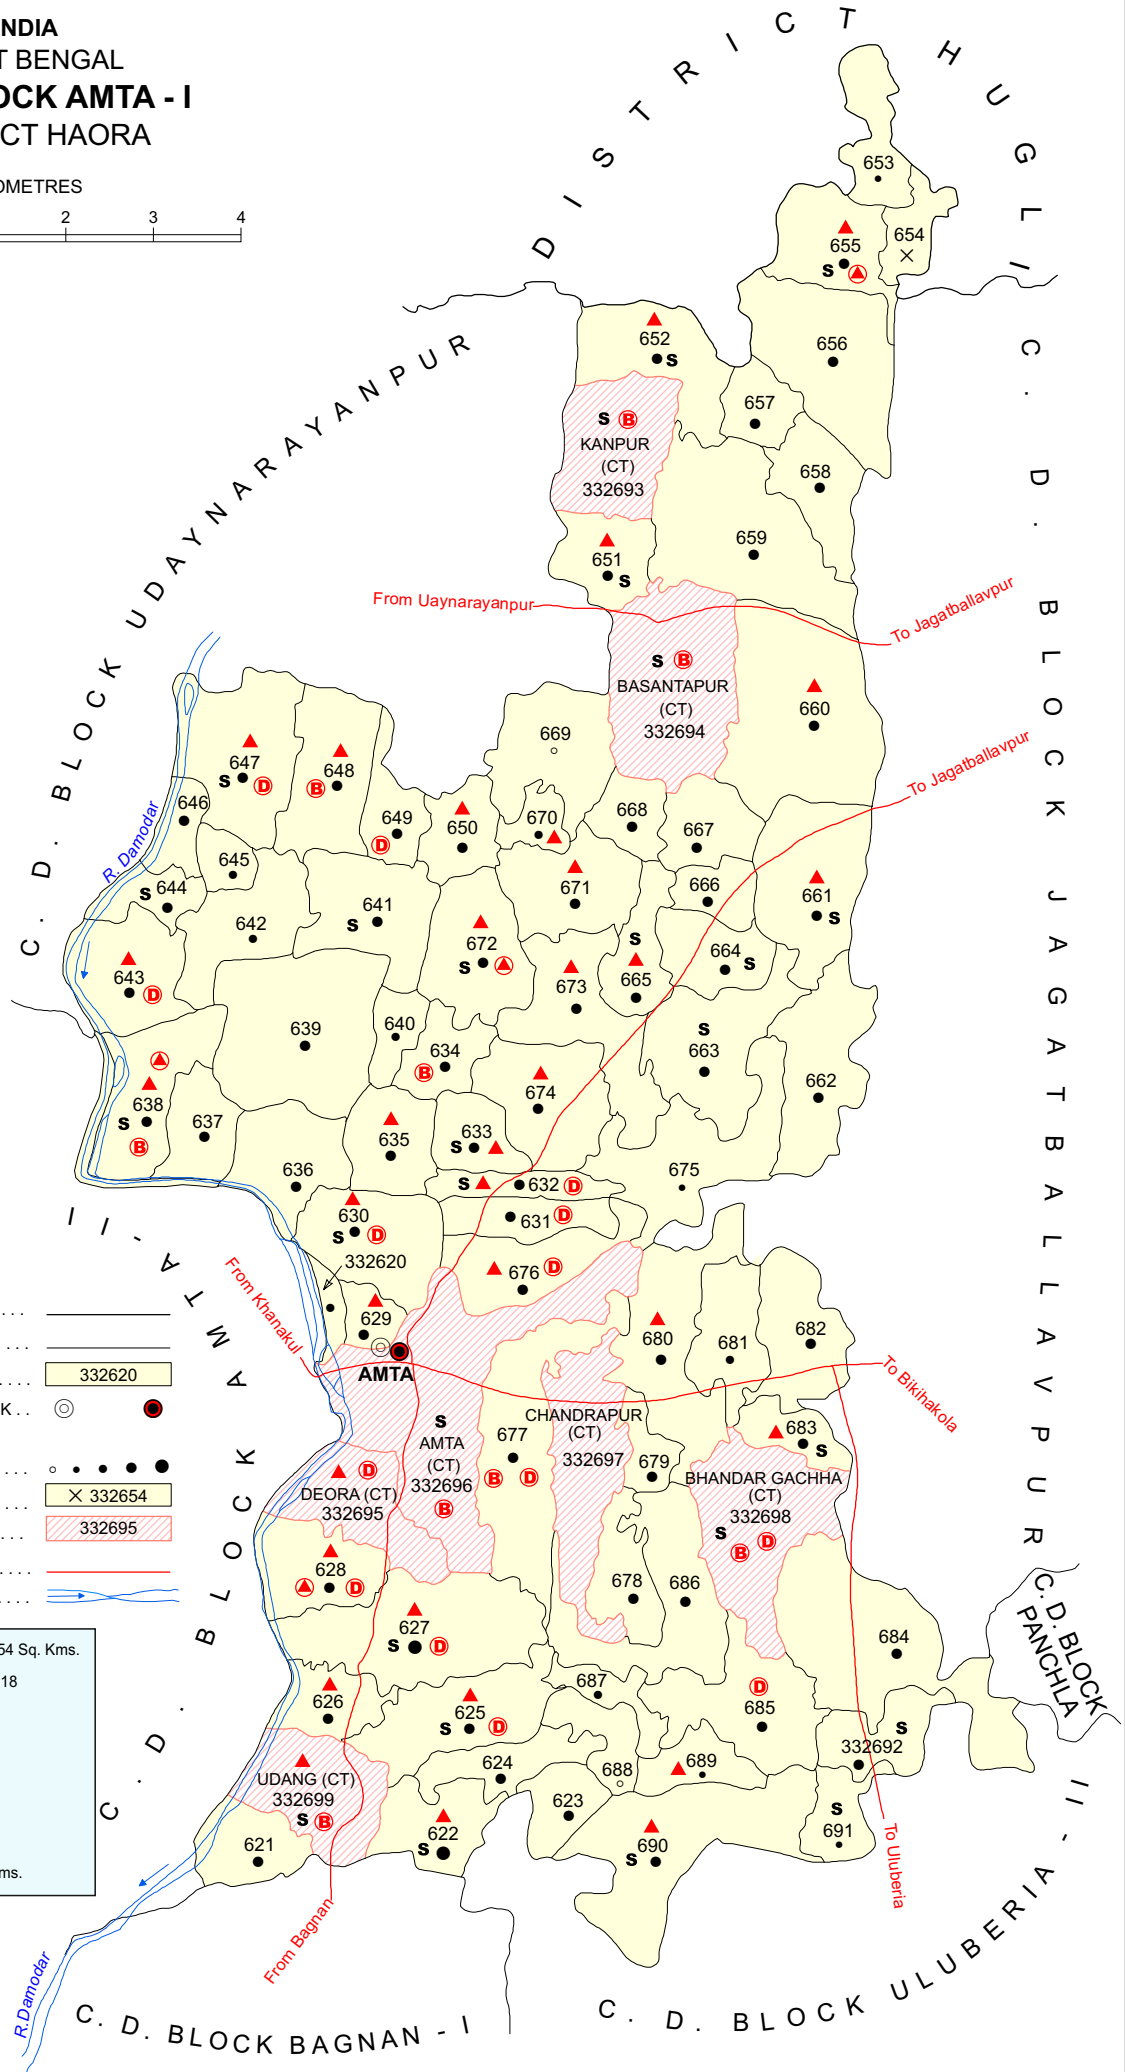 INDIA
T BENGAL
OCK AMTA - I
CT HAORA
OMETRES
2 3 4
DISTRICT HUGLI
C. D. BLOCK UDAYNARAYANPUR
C. D. BLOCK JAGATBALLAVPUR
653
654
655
S
652
S
656
657
S B
KANPUR
(CT)
332693
658
659
651
S
From Uaynarayanpur
To Jagatballavpur
S B
BASANTAPUR
(CT)
332694
660
To Jagatballavpur
669
647
S D
648
B
646
649
D
650
670
668
667
R. Damodar
645
644
S
671
666
661
S
641
S
642
672
S
S
665
664
S
643
D
673
639
640
634
B
S
663
674
662
638
S
B
637
635
633
S
636
S 632 D
675
631 D
630
S D
332620
676 D
From Khanakul
629
AMTA
680
681
682
To Bikihakola
S
AMTA
(CT)
332696
B
677
B D
CHANDRAPUR
(CT)
332697
679
683
S
D
DEORA (CT)
332695
BHANDAR GACHHA
(CT)
332698
S
B D
628
D
678
686
627
S D
684
C. D. BLOCK
PANCHLA
626
625
S D
687
D
685
S
332692
UDANG (CT)
332699
S B
624
688
689
623
622
S
621
690
S
S
691
To Uluberia
From Bagnan
R.Damodar
C. D. BLOCK AMTA - II
C. D. BLOCK BAGNAN - I
C. D. BLOCK ULUBERIA - II
332620
K . .
332654
332695
54 Sq. Kms.
18
ms.